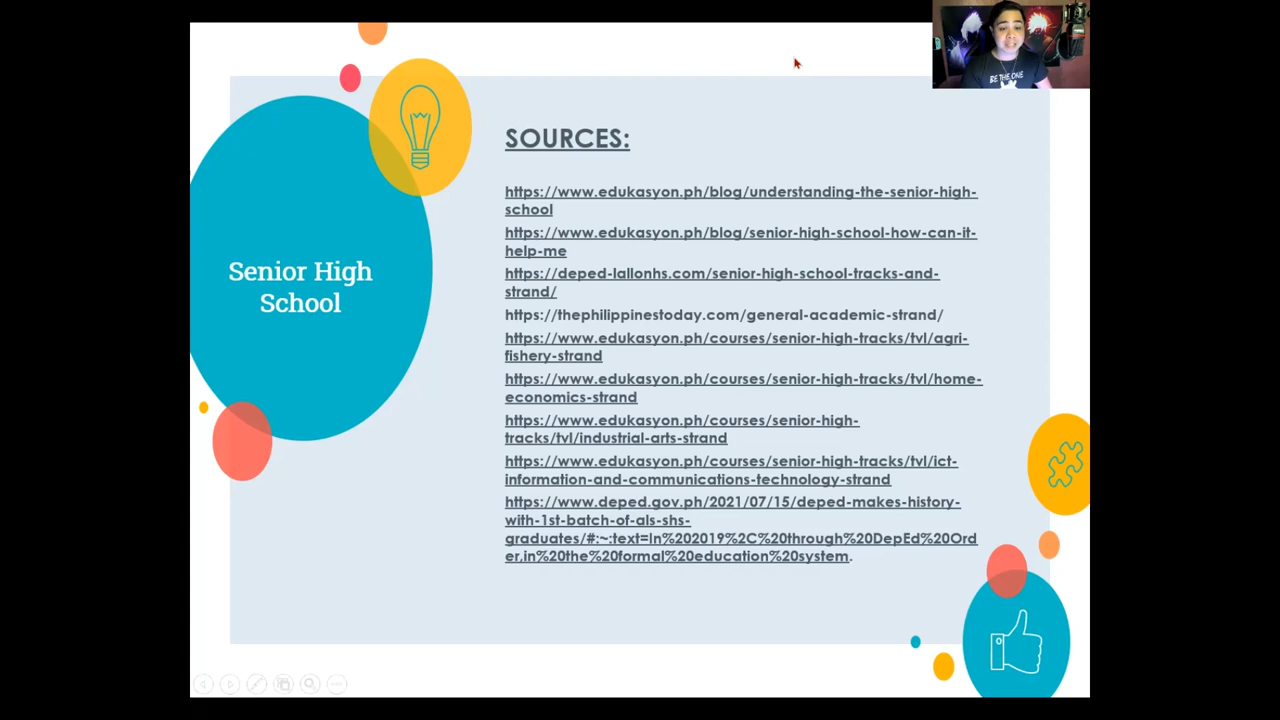 BE THE ONE
SOURCES:
https://www.edukasyon.ph/blog/understanding-the-senior-high-
school
https://www.edukasyon.ph/blog/senior-high-school-how-can-it-
help-me
https://deped-lallonhs.com/senior-high-school-tracks-and-
strand/
https://thephilippinestoday.com/general-academic-strand/
https://www.edukasyon.ph/courses/senior-high-tracks/tvl/agri-
fishery-strand
https://www.edukasyon.ph/courses/senior-high-tracks/tvl/home-
economics-strand
https://www.edukasyon.ph/courses/senior-high-
tracks/tvl/industrial-arts-strand
https://www.edukasyon.ph/courses/senior-high-tracks/tvl/ict-
information-and-communications-technology-strand
https://www.deped.gov.ph/2021/07/15/deped-makes-history-
with-1st-batch-of-als-shs-
graduates/#:~:text=In%202019%2C%20through%20DepEd%20Ord
er,in%20the%20formal%20education%20system.
Senior High
School